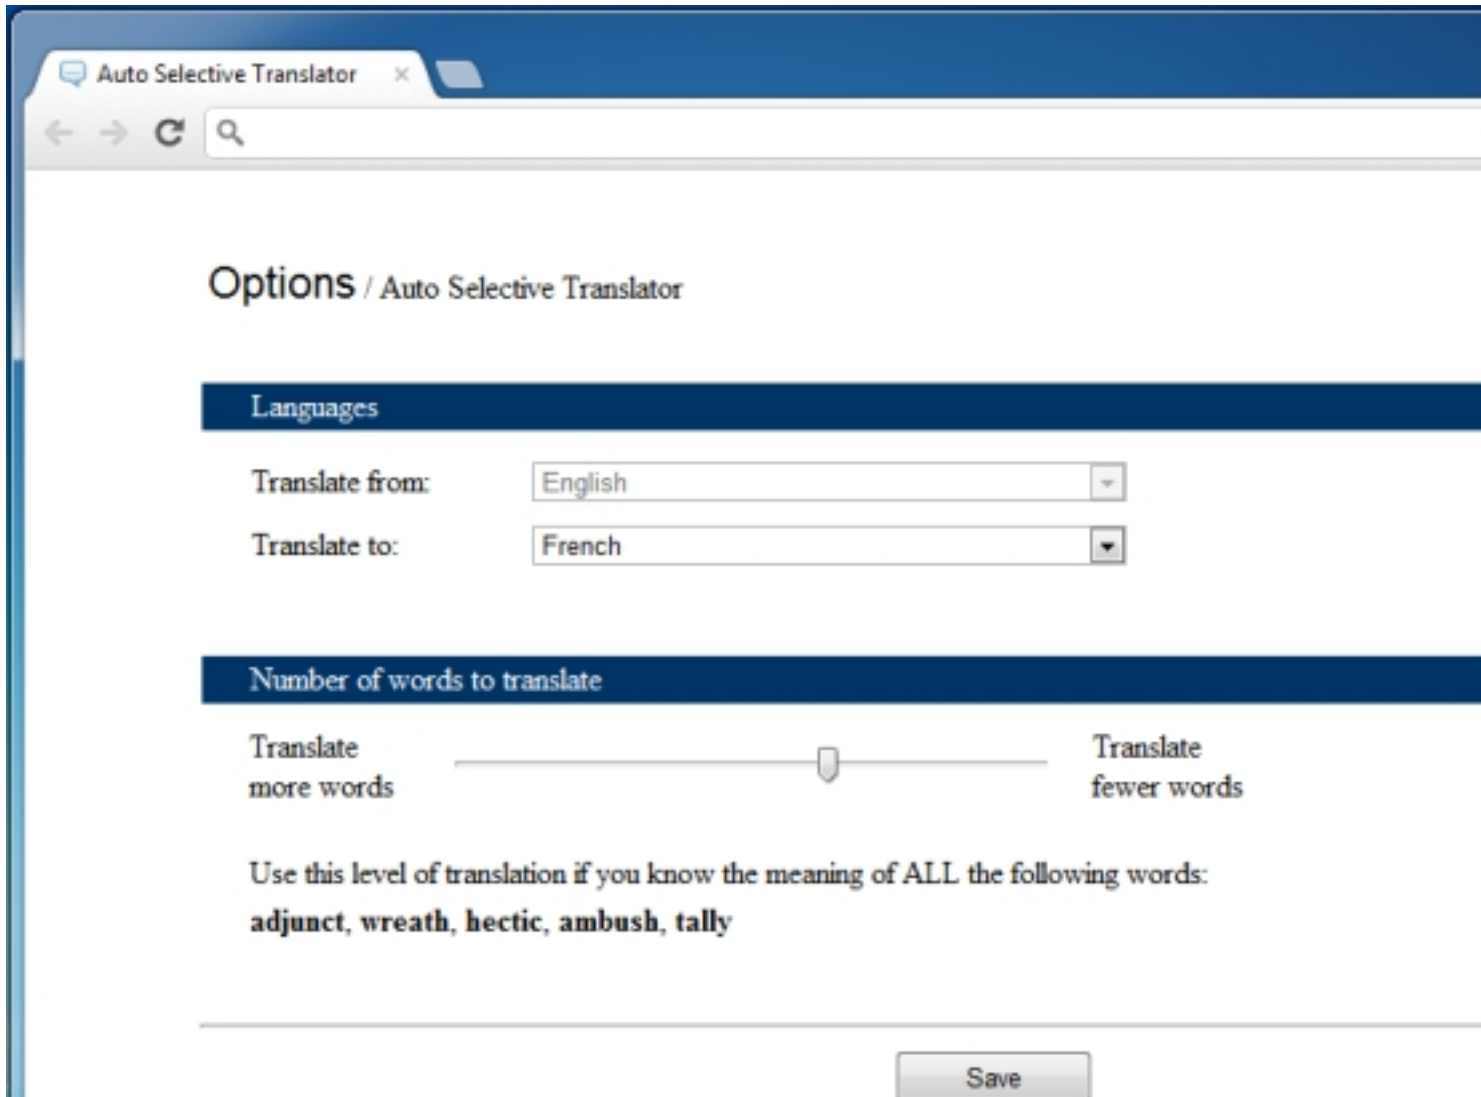 Auto Selective Translator
Options / Auto Selective Translator
Languages
Translate from: English
Translate to: French
Number of words to translate
Translate more words
Translate fewer words
Use this level of translation if you know the meaning of ALL the following words:
adjunct, wreath, hectic, ambush, tally
Save